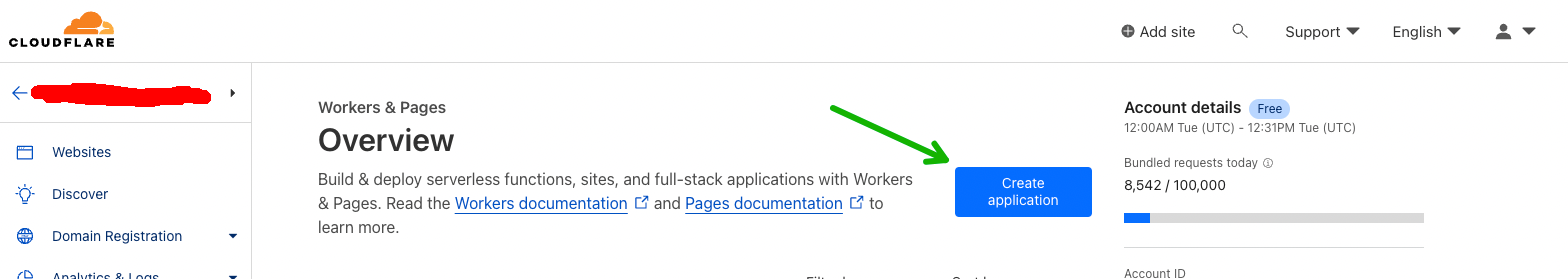 CLOUDFLARE
Add site
Support
English
Websites
Discover
Domain Registration
Analytics & Logs
Workers & Pages
Overview
Build & deploy serverless functions, sites, and full-stack applications with Workers
& Pages. Read the Workers documentation and Pages documentation to
learn more.
Create
application
Account details Free
12:00AM Tue (UTC) - 12:31PM Tue (UTC)
Bundled requests today
8,542 / 100,000
Account ID